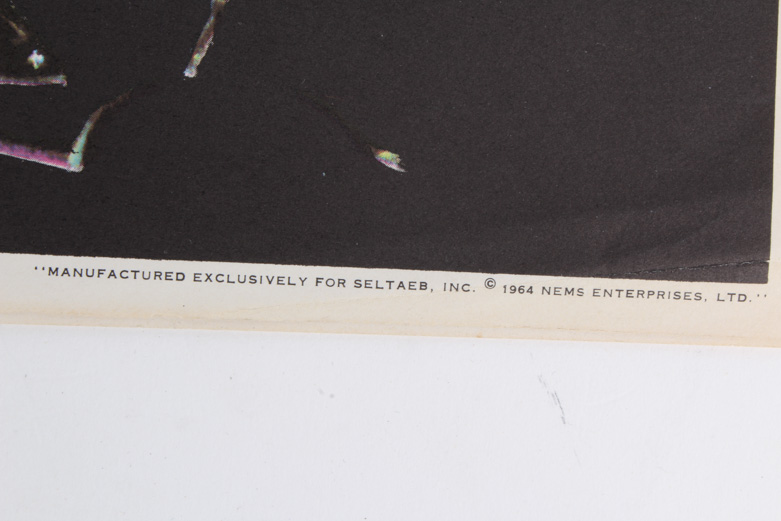 ‘‘MANUFACTURED EXCLUSIVELY FOR SELTAEB, INC. © 1964 NEMS ENTERPRISES, LTD.’’